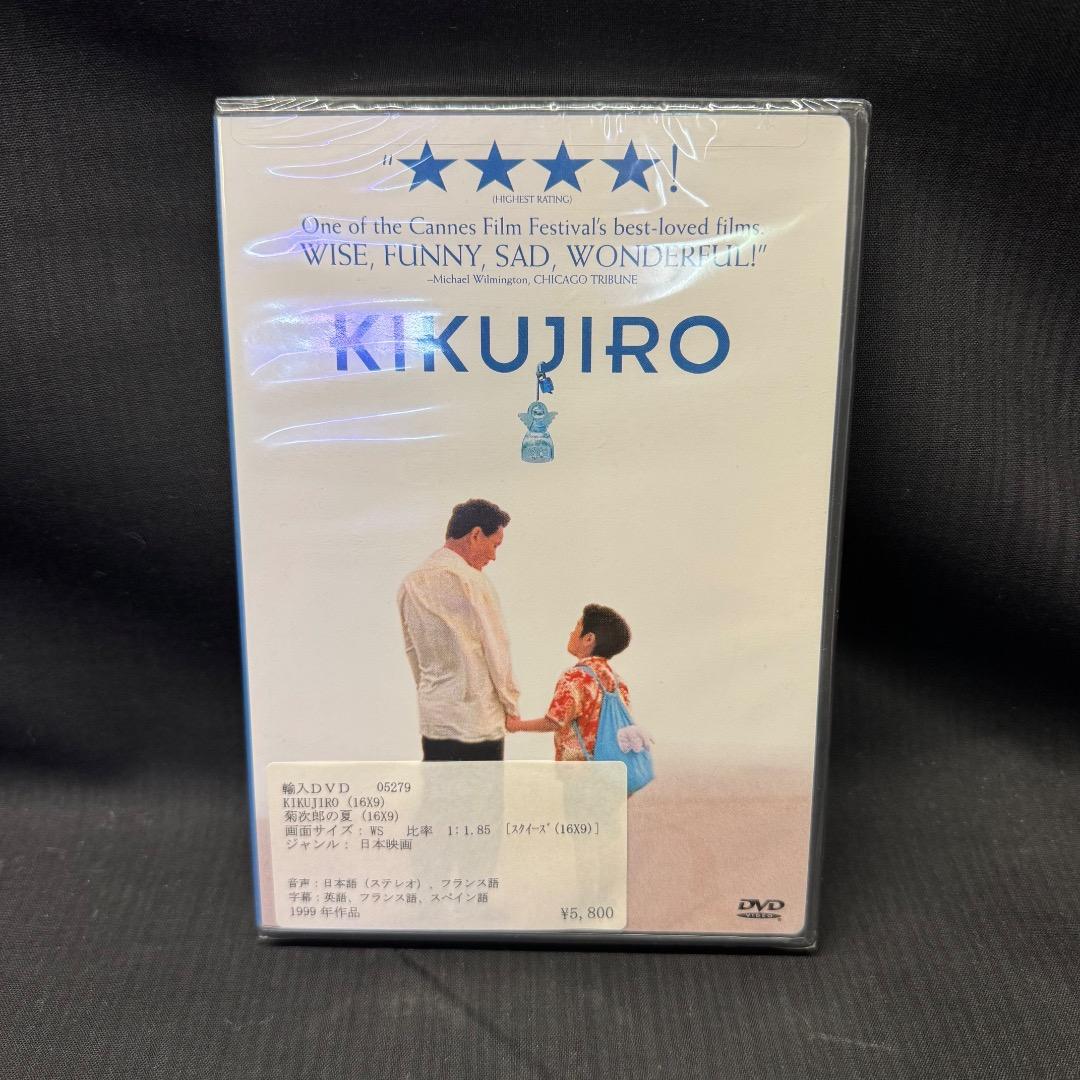 "★★★★!
(HIGHEST RATING)
One of the Cannes Film Festival's best-loved films.
WISE, FUNNY, SAD, WONDERFUL!"
–Michael Wilmington, CHICAGO TRIBUNE
KIKUJIRO
輸入DVD 05279
KIKUJIRO (16X9)
菊次郎の夏 (16X9)
画面サイズ: WS 比率 1:1.85 [スクイーズ(16X9)]
ジャンル: 日本映画
音声:日本語(ステレオ)、フランス語
字幕:英語、フランス語、スペイン語
1999 年作品 ¥5,800
DVD
VIDEO